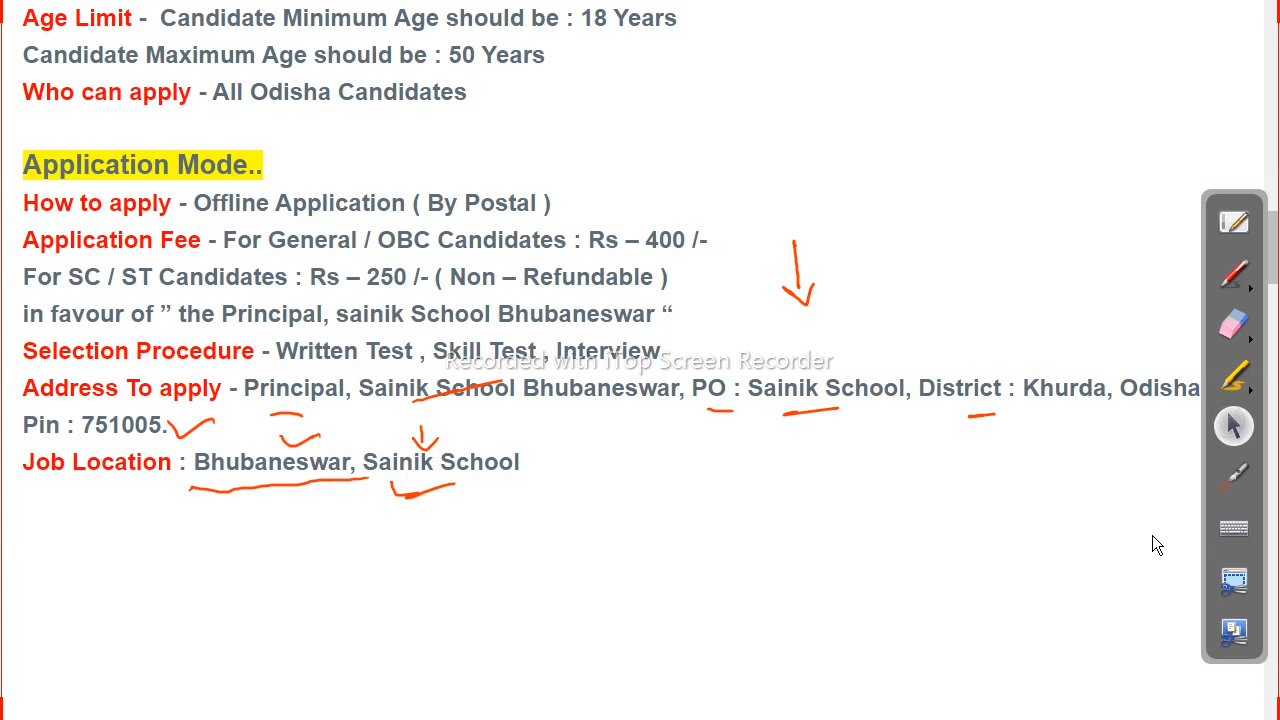 Age Limit - Candidate Minimum Age should be : 18 Years
Candidate Maximum Age should be : 50 Years
Who can apply - All Odisha Candidates
Application Mode..
How to apply - Offline Application ( By Postal )
Application Fee - For General / OBC Candidates : Rs – 400 /-
For SC / ST Candidates : Rs – 250 /- ( Non – Refundable )
in favour of ” the Principal, sainik School Bhubaneswar “
Selection Procedure - Written Test , Skill Test , Interview
Recorded with iTop Screen Recorder
Address To apply - Principal, Sainik School Bhubaneswar, PO : Sainik School, District : Khurda, Odisha
Pin : 751005.
Job Location : Bhubaneswar, Sainik School